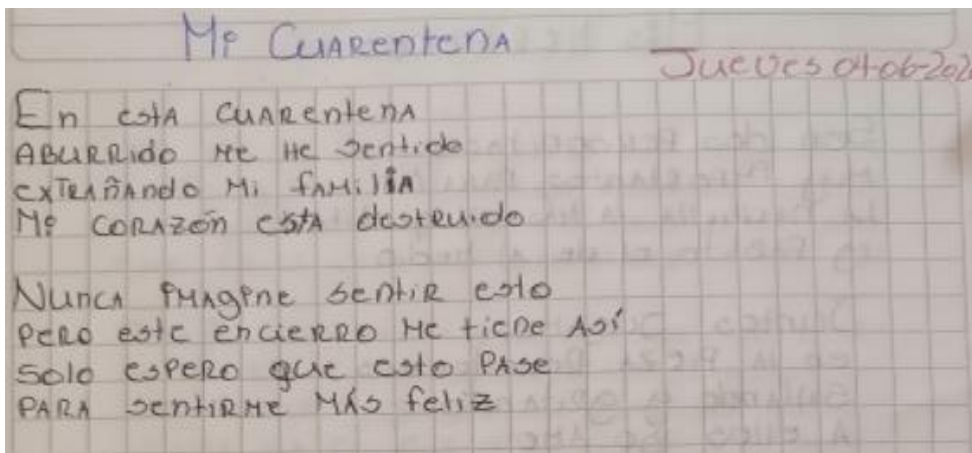 Mi Cuarentena
Jueves 04-06-202
En esta cuarentena
aburrido me he sentido
extrañando mi familia
Mi corazón esta destruido
Nunca imagine sentir esto
pero este encierro me tiene así
solo espero que esto pase
para sentirme más feliz